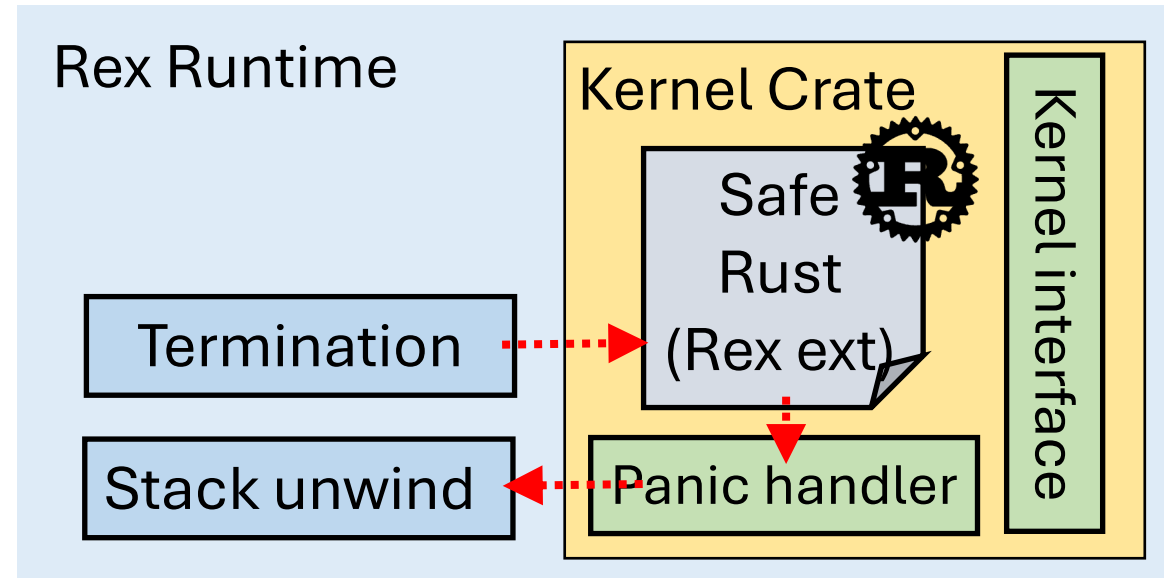 Rex Runtime
Kernel Crate
Safe
Rust
(Rex ext)
Kernel interface
Termination
Stack unwind
Panic handler
R